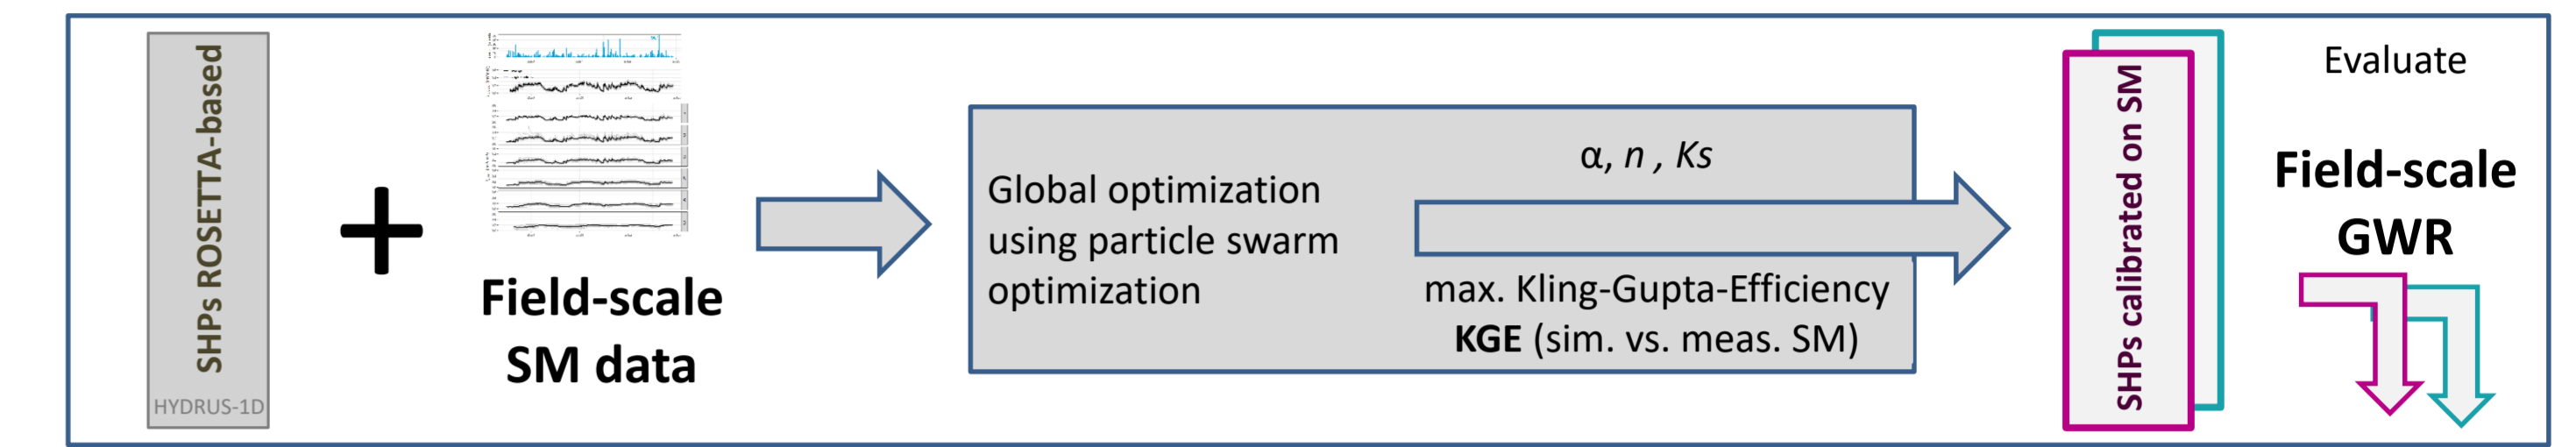 SHPs ROSETTA-based
HYDRUS-1D
+
Field-scale
SM data
Global optimization
using particle swarm
optimization
α, n , Ks
max. Kling-Gupta-Efficiency
KGE (sim. vs. meas. SM)
SHPs calibrated on SM
Evaluate
Field-scale
GWR